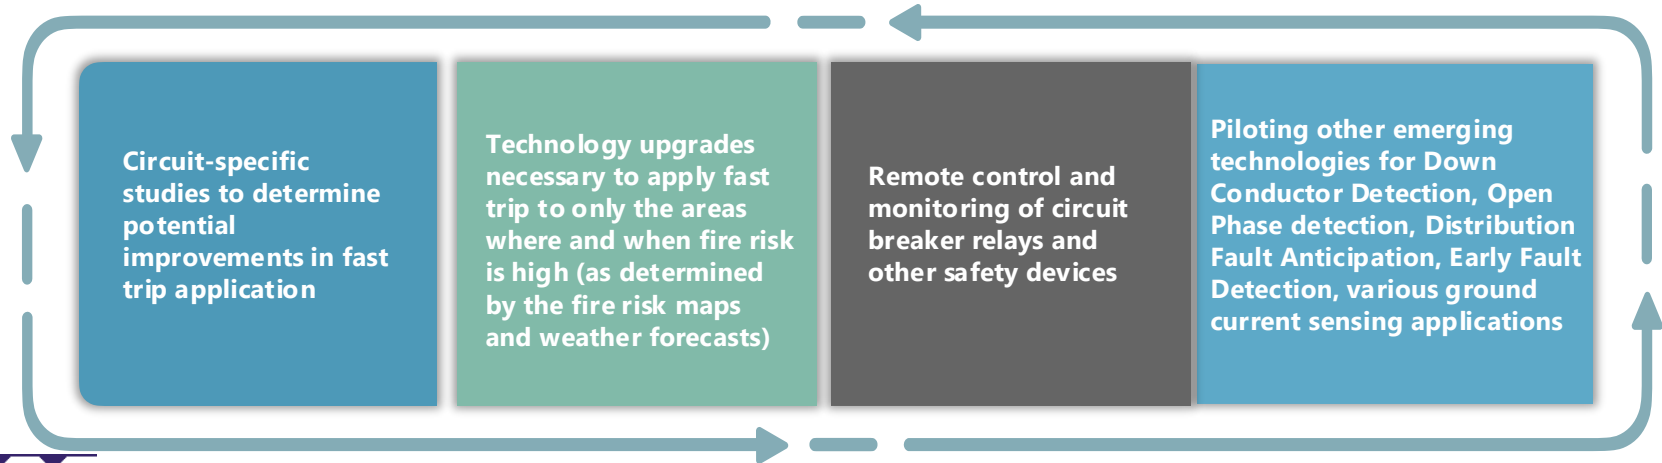 Circuit-specific
studies to determine
potential
improvements in fast
trip application
Technology upgrades
necessary to apply fast
trip to only the areas
where and when fire risk
is high (as determined
by the fire risk maps
and weather forecasts)
Remote control and
monitoring of circuit
breaker relays and
other safety devices
Piloting other emerging
technologies for Down
Conductor Detection, Open
Phase detection, Distribution
Fault Anticipation, Early Fault
Detection, various ground
current sensing applications